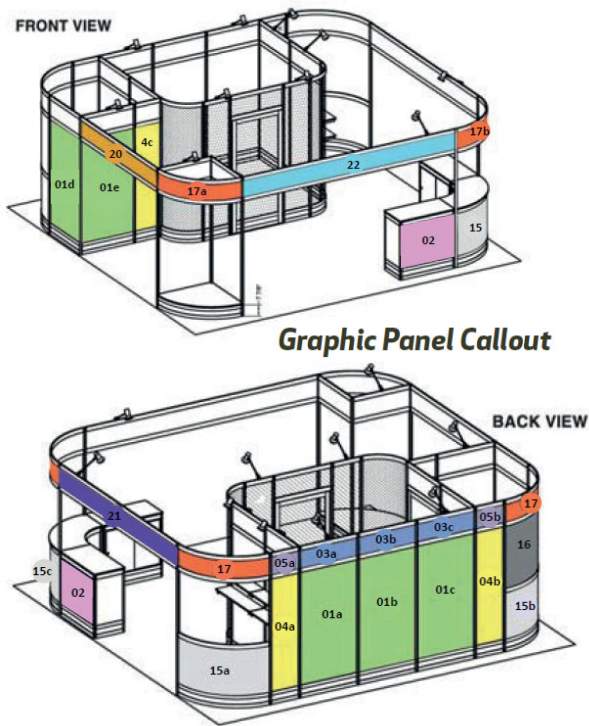 FRONT VIEW
4c
17b
20
22
01d
01e
17a
02
15
Graphic Panel Callout
BACK VIEW
17
05b
21
03c
03b
16
17
05a
03a
15c
02
04b
01c
01b
01a
15b
04a
15a